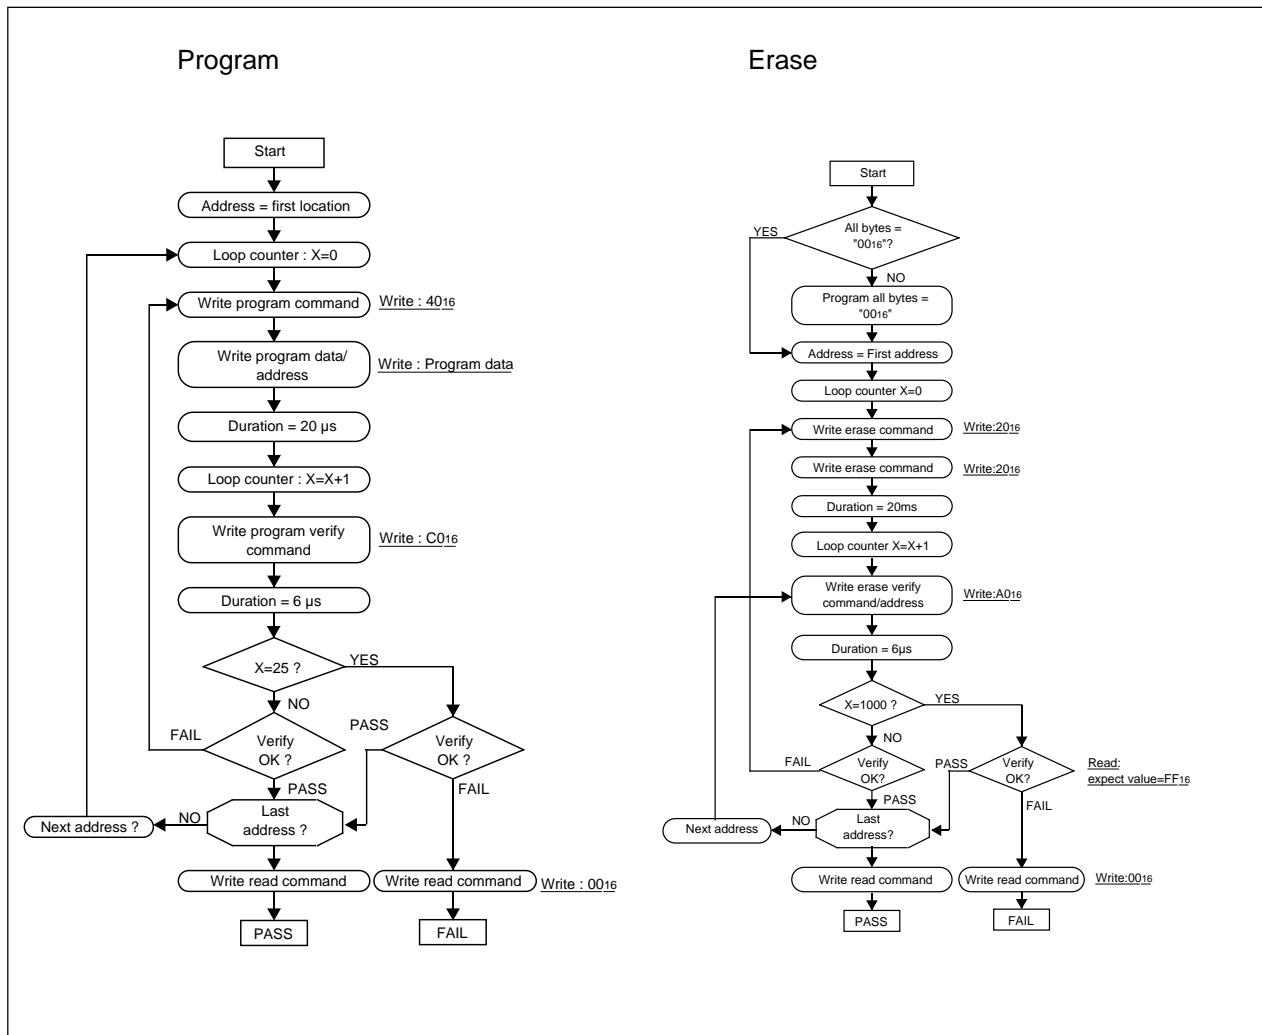 Program
Start
Address = first location
Loop counter : X=0
Write program command
Write : 4016
Write program data/
address
Write : Program data
Duration = 20 µs
Loop counter : X=X+1
Write program verify
command
Write : C016
Duration = 6 µs
X=25 ?
YES
NO
FAIL
Verify
OK ?
PASS
PASS
Verify
OK ?
FAIL
Last
address ?
NO
Next address ?
Write read command
Write read command
Write : 0016
PASS
FAIL
Erase
Start
All bytes =
"0016"?
YES
NO
Program all bytes =
"0016"
Address = First address
Loop counter X=0
Write erase command
Write:2016
Write erase command
Write:2016
Duration = 20ms
Loop counter X=X+1
Write erase verify
command/address
Write:A016
Duration = 6µs
X=1000 ?
YES
NO
FAIL
Verify
OK?
PASS
PASS
Verify
OK?
Read:
expect value=FF16
FAIL
Last
address?
NO
Next address
Write read command
Write read command
Write:0016
PASS
FAIL